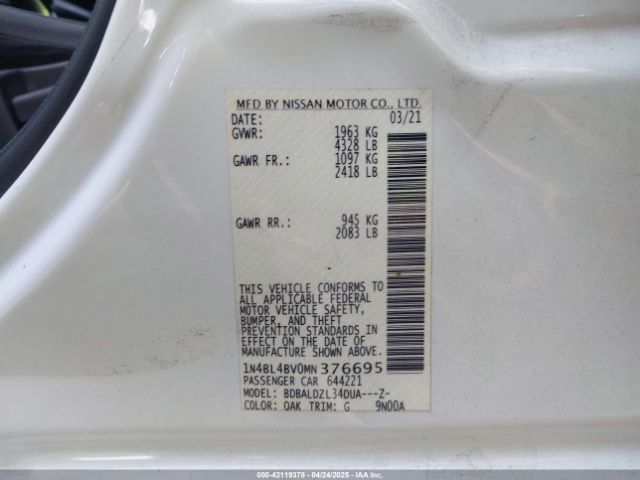 MFD BY NISSAN MOTOR CO., LTD.
DATE: 03/21
GVWR: 1963 KG
4328 LB
GAWR FR.: 1097 KG
2418 LB
GAWR RR.: 945 KG
2083 LB
THIS VEHICLE CONFORMS TO
ALL APPLICABLE FEDERAL
MOTOR VEHICLE SAFETY,
BUMPER, AND THEFT
PREVENTION STANDARDS IN
EFFECT ON THE DATE OF
MANUFACTURE SHOWN ABOVE.
1N4BL4BV0MN376695
PASSENGER CAR 644221
MODEL: BDBALDZL34DUA---Z-
COLOR: QAK TRIM: G 9N00A
000-42119378 - 04/24/2025 - IAAI.COM